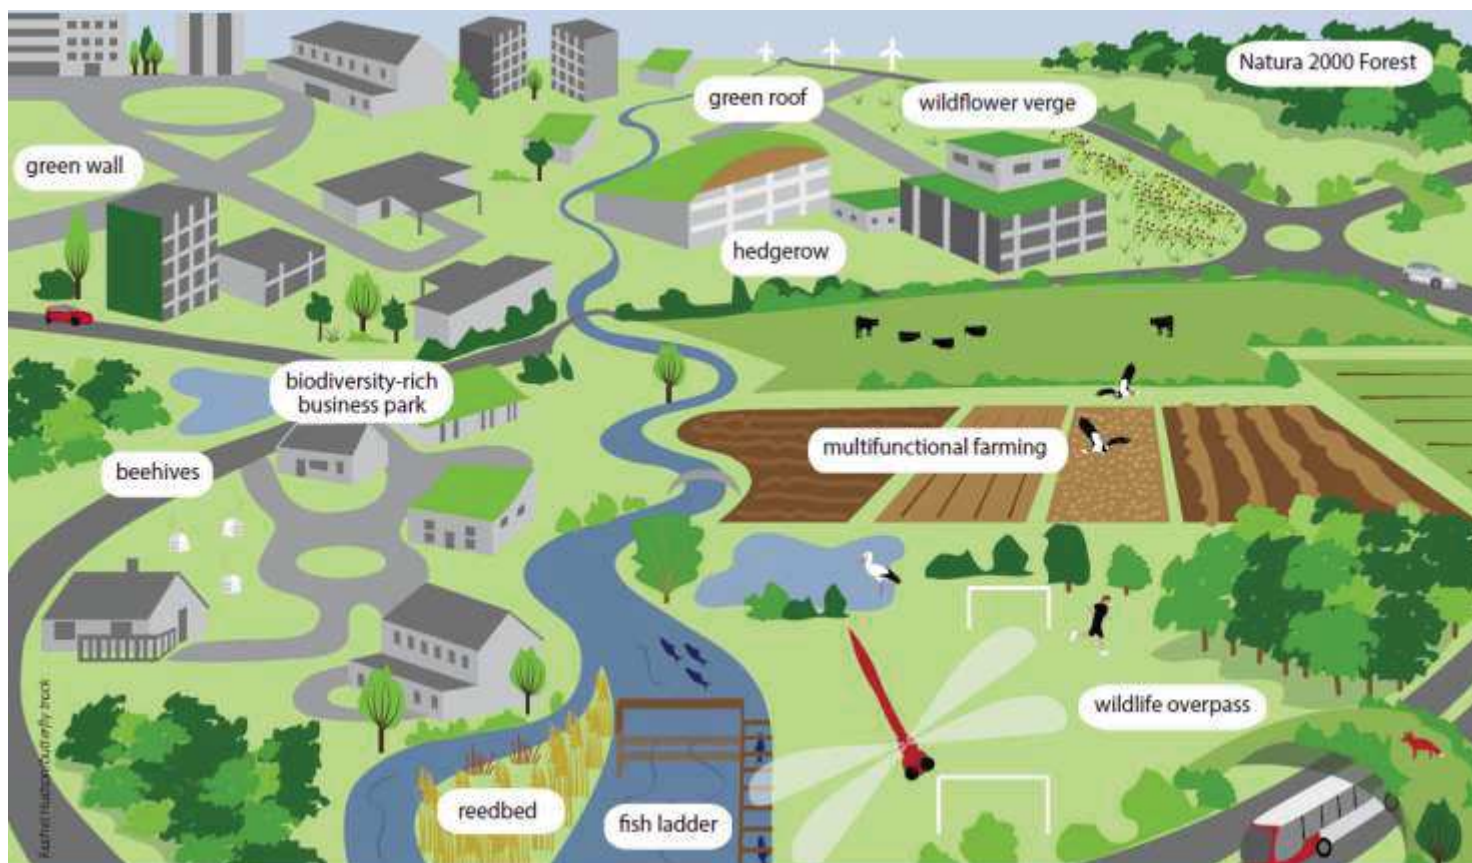 Natura 2000 Forest
green roof
wildflower verge
green wall
hedgerow
biodiversity-rich
business park
multifunctional farming
beehives
wildlife overpass
reedbed
fish ladder